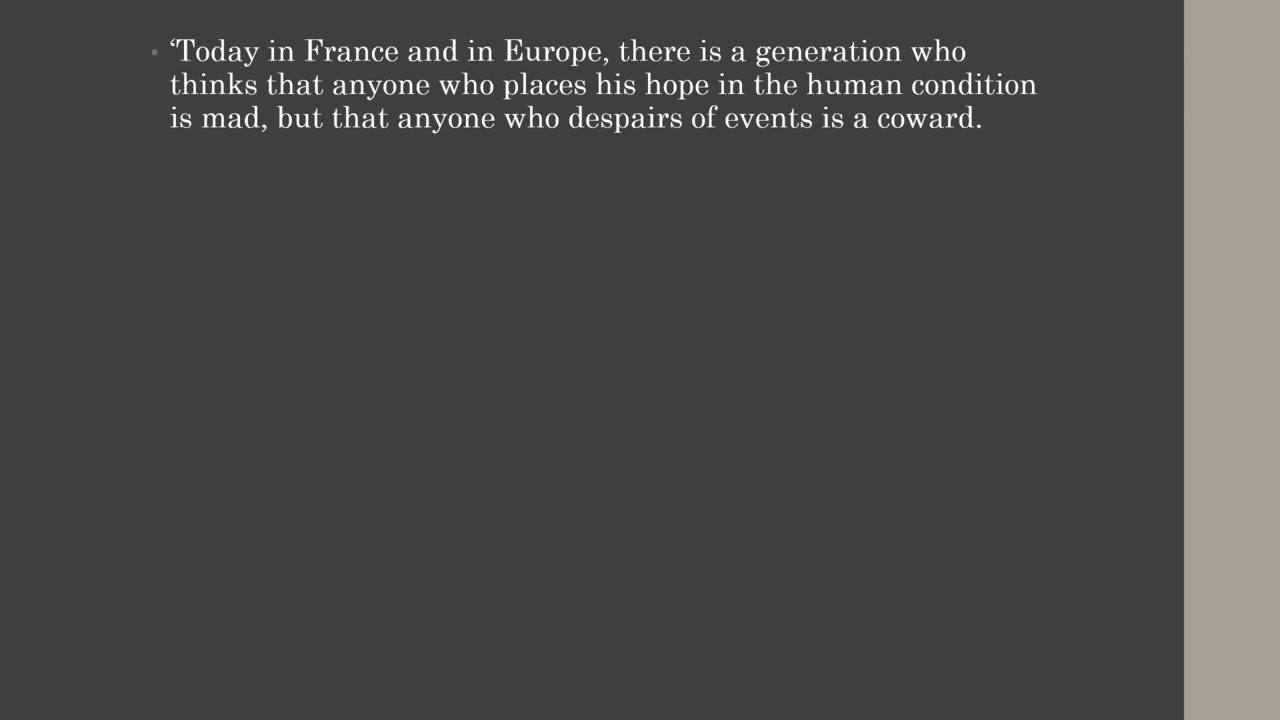 • ‘Today in France and in Europe, there is a generation who
thinks that anyone who places his hope in the human condition
is mad, but that anyone who despairs of events is a coward.